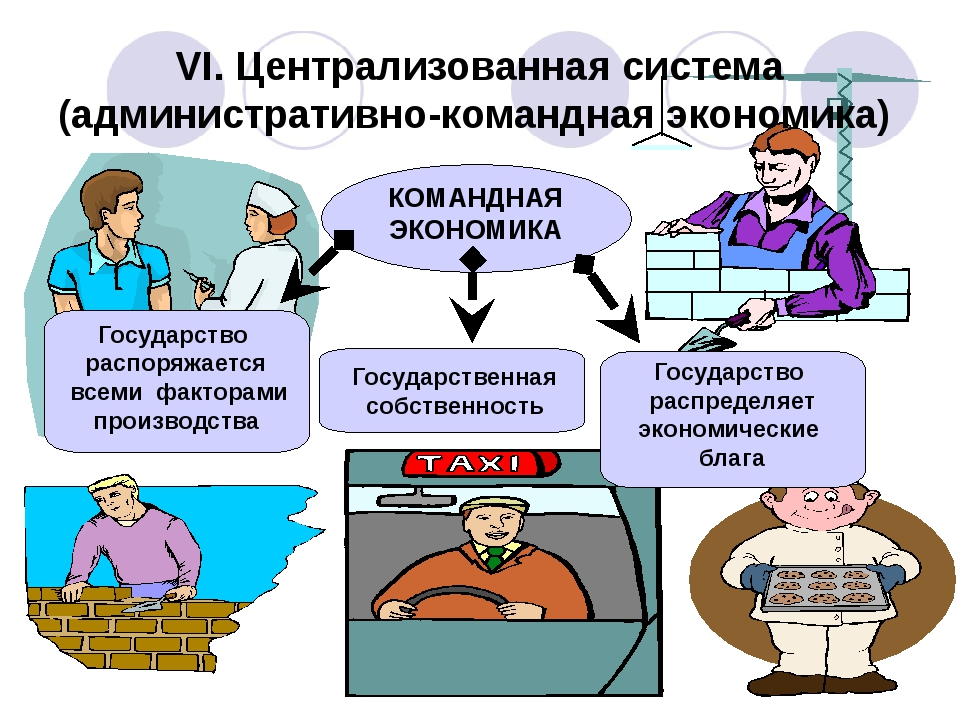 VI. Централизованная система
(административно-командная экономика)
КОМАНДНАЯ
ЭКОНОМИКА
Государство
распоряжается
всеми факторами
производства
Государственная
собственность
Государство
распределяет
экономические
блага
TAXI